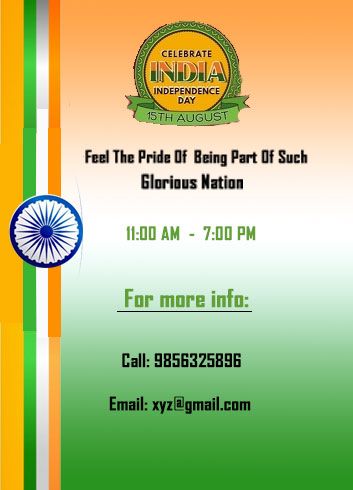 CELEBRATE
INDIA
INDEPENDENCE
DAY
15TH AUGUST
Feel The Pride Of Being Part Of Such
Glorious Nation
11:00 AM - 7:00 PM
For more info:
Call: 9856325896
Email: xyz@gmail.com